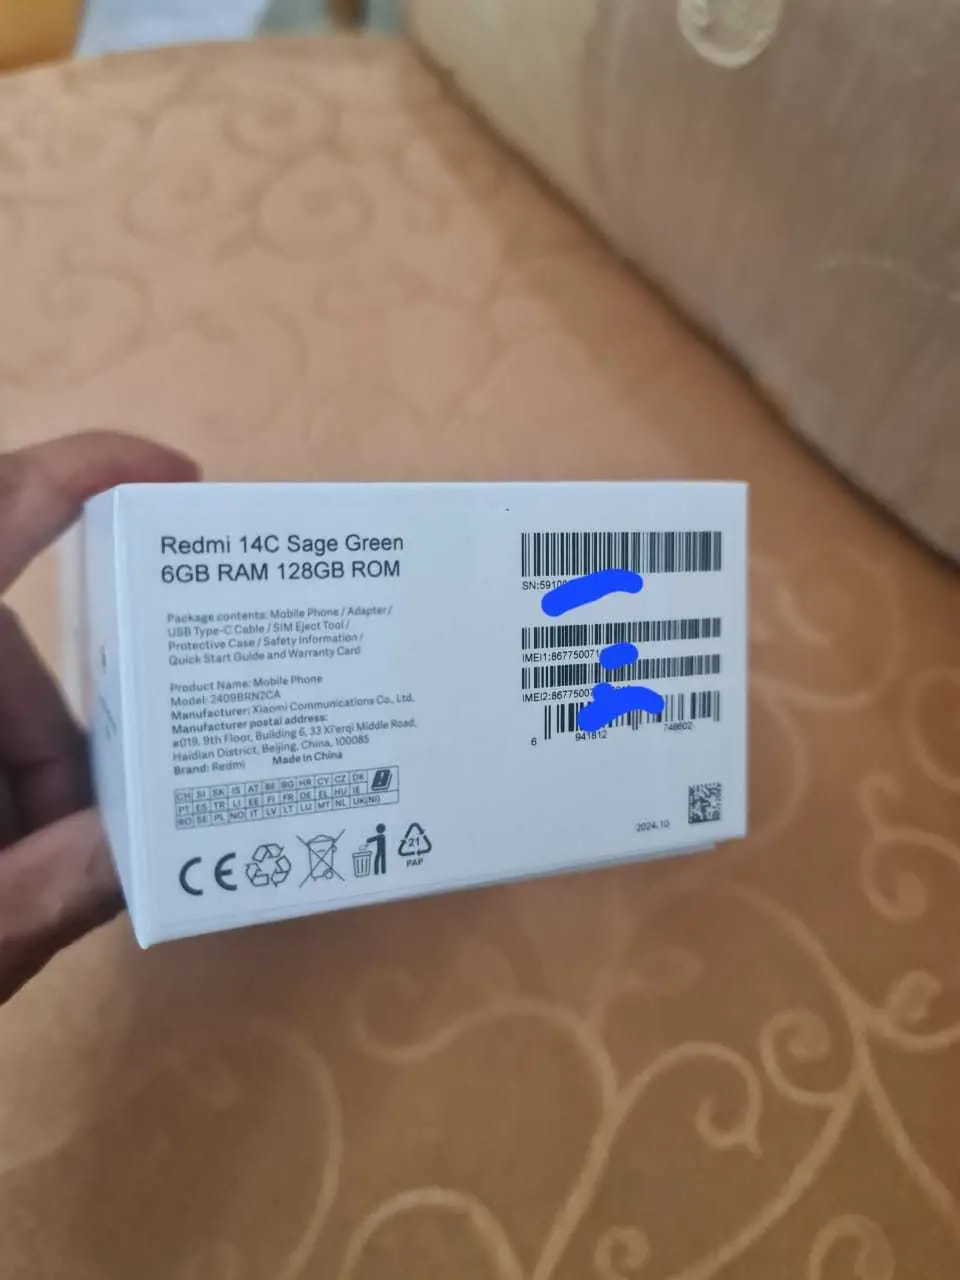 Redmi 14C Sage Green
6GB RAM 128GB ROM
Package contents: Mobile Phone / Adapter /
USB Type-C Cable / SIM Eject Tool /
Protective Case / Safety Information /
Quick Start Guide and Warranty Card
Product Name: Mobile Phone
Model: 2409BRN2CA
Manufacturer: Xiaomi Communications Co., Ltd.
Manufacturer postal address:
#019, 9th Floor, Building 6, 33 Xi'erqi Middle Road,
Haidian District, Beijing, China, 100085
Brand: Redmi Made in China
CH SI SK IS AT BE BG HR CY CZ DK
PT ES TR LI EE FI FR DE EL HU IE
RO SE PL NO IT LV LT LU MT NL UK(NI)
CE
21
PAP
SN:5910
IMEI1:867750071
IMEI2:86775007
6 941812 748602
2024.10